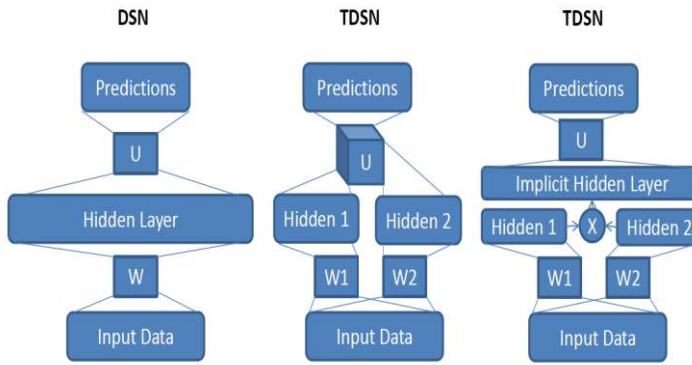 DSN
Predictions
U
Hidden Layer
W
Input Data
TDSN
Predictions
U
Hidden 1
Hidden 2
W1
W2
Input Data
TDSN
Predictions
U
Implicit Hidden Layer
Hidden 1
X
Hidden 2
W1
W2
Input Data